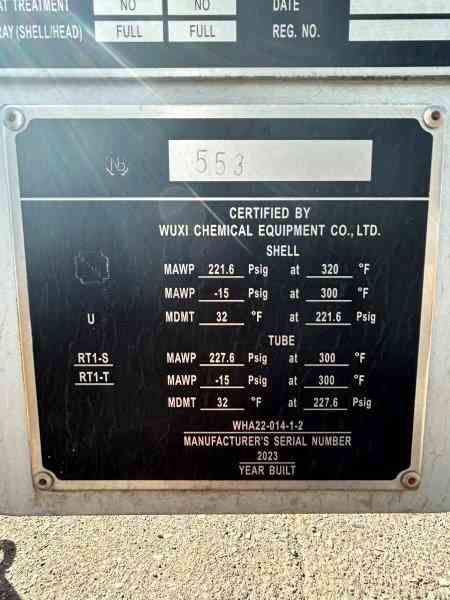 AT TREATMENT NO NO DATE
RAY (SHELL/HEAD) FULL FULL REG. NO.
NB 553
CERTIFIED BY
WUXI CHEMICAL EQUIPMENT CO., LTD.
SHELL
MAWP 221.6 Psig at 320 °F
MAWP -15 Psig at 300 °F
U MDMT 32 °F at 221.6 Psig
TUBE
RT1-S MAWP 227.6 Psig at 300 °F
RT1-T MAWP -15 Psig at 300 °F
MDMT 32 °F at 227.6 Psig
WHA22-014-1-2
MANUFACTURER'S SERIAL NUMBER
2023
YEAR BUILT